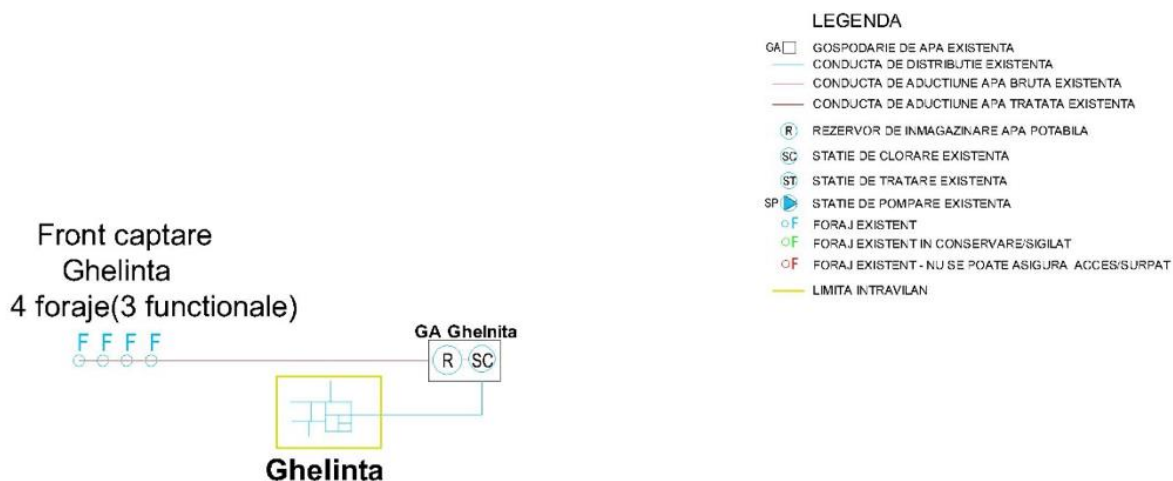 LEGENDA
GA GOSPODARIE DE APA EXISTENTA
CONDUCTA DE DISTRIBUTIE EXISTENTA
CONDUCTA DE ADUCTIUNE APA BRUTA EXISTENTA
CONDUCTA DE ADUCTIUNE APA TRATATA EXISTENTA
R REZERVOR DE INMAGAZINARE APA POTABILA
SC STATIE DE CLORARE EXISTENTA
ST STATIE DE TRATARE EXISTENTA
SP STATIE DE POMPARE EXISTENTA
F FORAJ EXISTENT
F FORAJ EXISTENT IN CONSERVARE/SIGILAT
F FORAJ EXISTENT - NU SE POATE ASIGURA ACCES/SURPAT
LIMITA INTRAVILAN
Front captare
Ghelinta
4 foraje(3 functionale)
F F F F
GA Ghelnita
R SC
Ghelinta